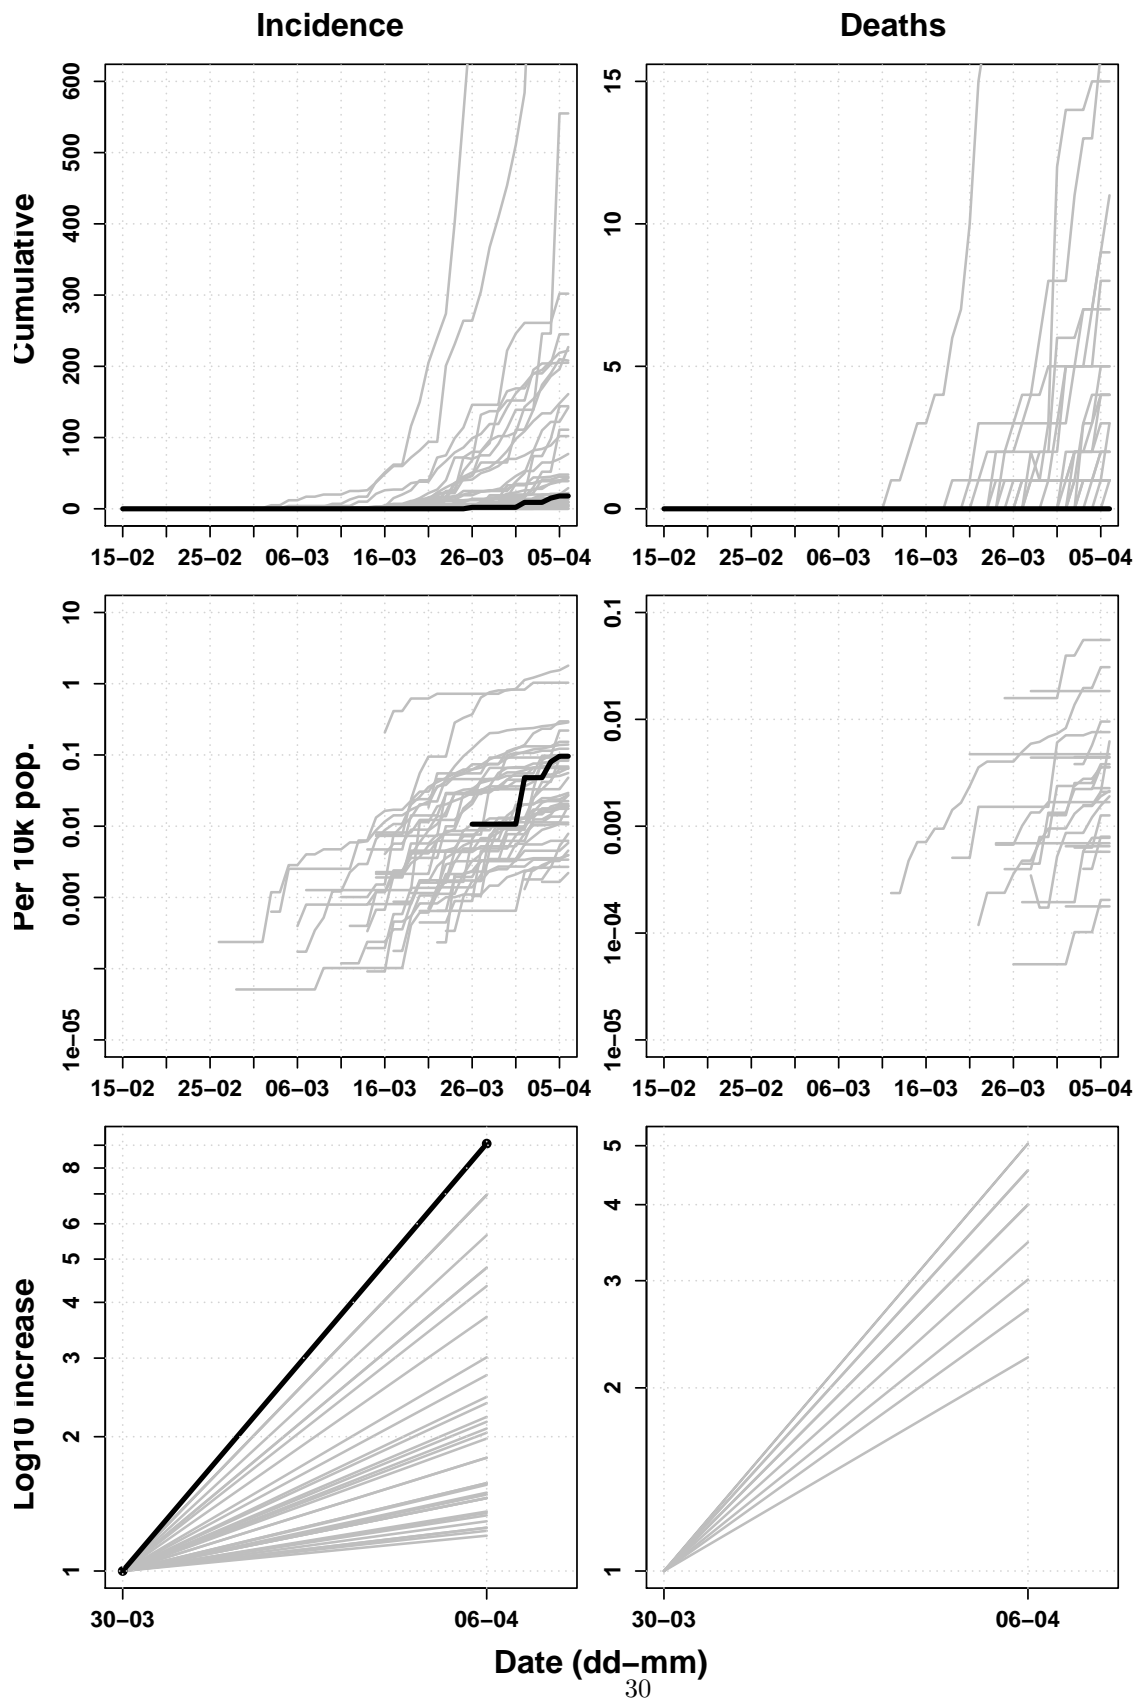 Incidence
Deaths
Cumulative
0 100 200 300 400 500 600
15−02 25−02 06−03 16−03 26−03 05−04
0 5 10 15
15−02 25−02 06−03 16−03 26−03 05−04
Per 10k pop.
1e−05 0.001 0.01 0.1 1 10
15−02 25−02 06−03 16−03 26−03 05−04
1e−05 1e−04 0.001 0.01 0.1
15−02 25−02 06−03 16−03 26−03 05−04
Log10 increase
1 2 3 4 5 6 8
30−03 06−04
1 2 3 4 5
30−03 06−04
Date (dd−mm)
30